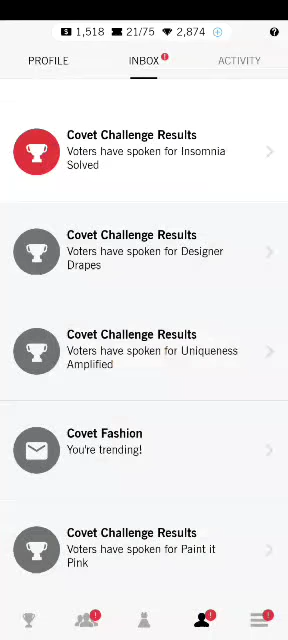 $ 1,518 21/75 2,874 + ?
PROFILE INBOX ! ACTIVITY
Covet Challenge Results
Voters have spoken for Insomnia
Solved
Covet Challenge Results
Voters have spoken for Designer
Drapes
Covet Challenge Results
Voters have spoken for Uniqueness
Amplified
Covet Fashion
You're trending!
Covet Challenge Results
Voters have spoken for Paint it
Pink
! ! !